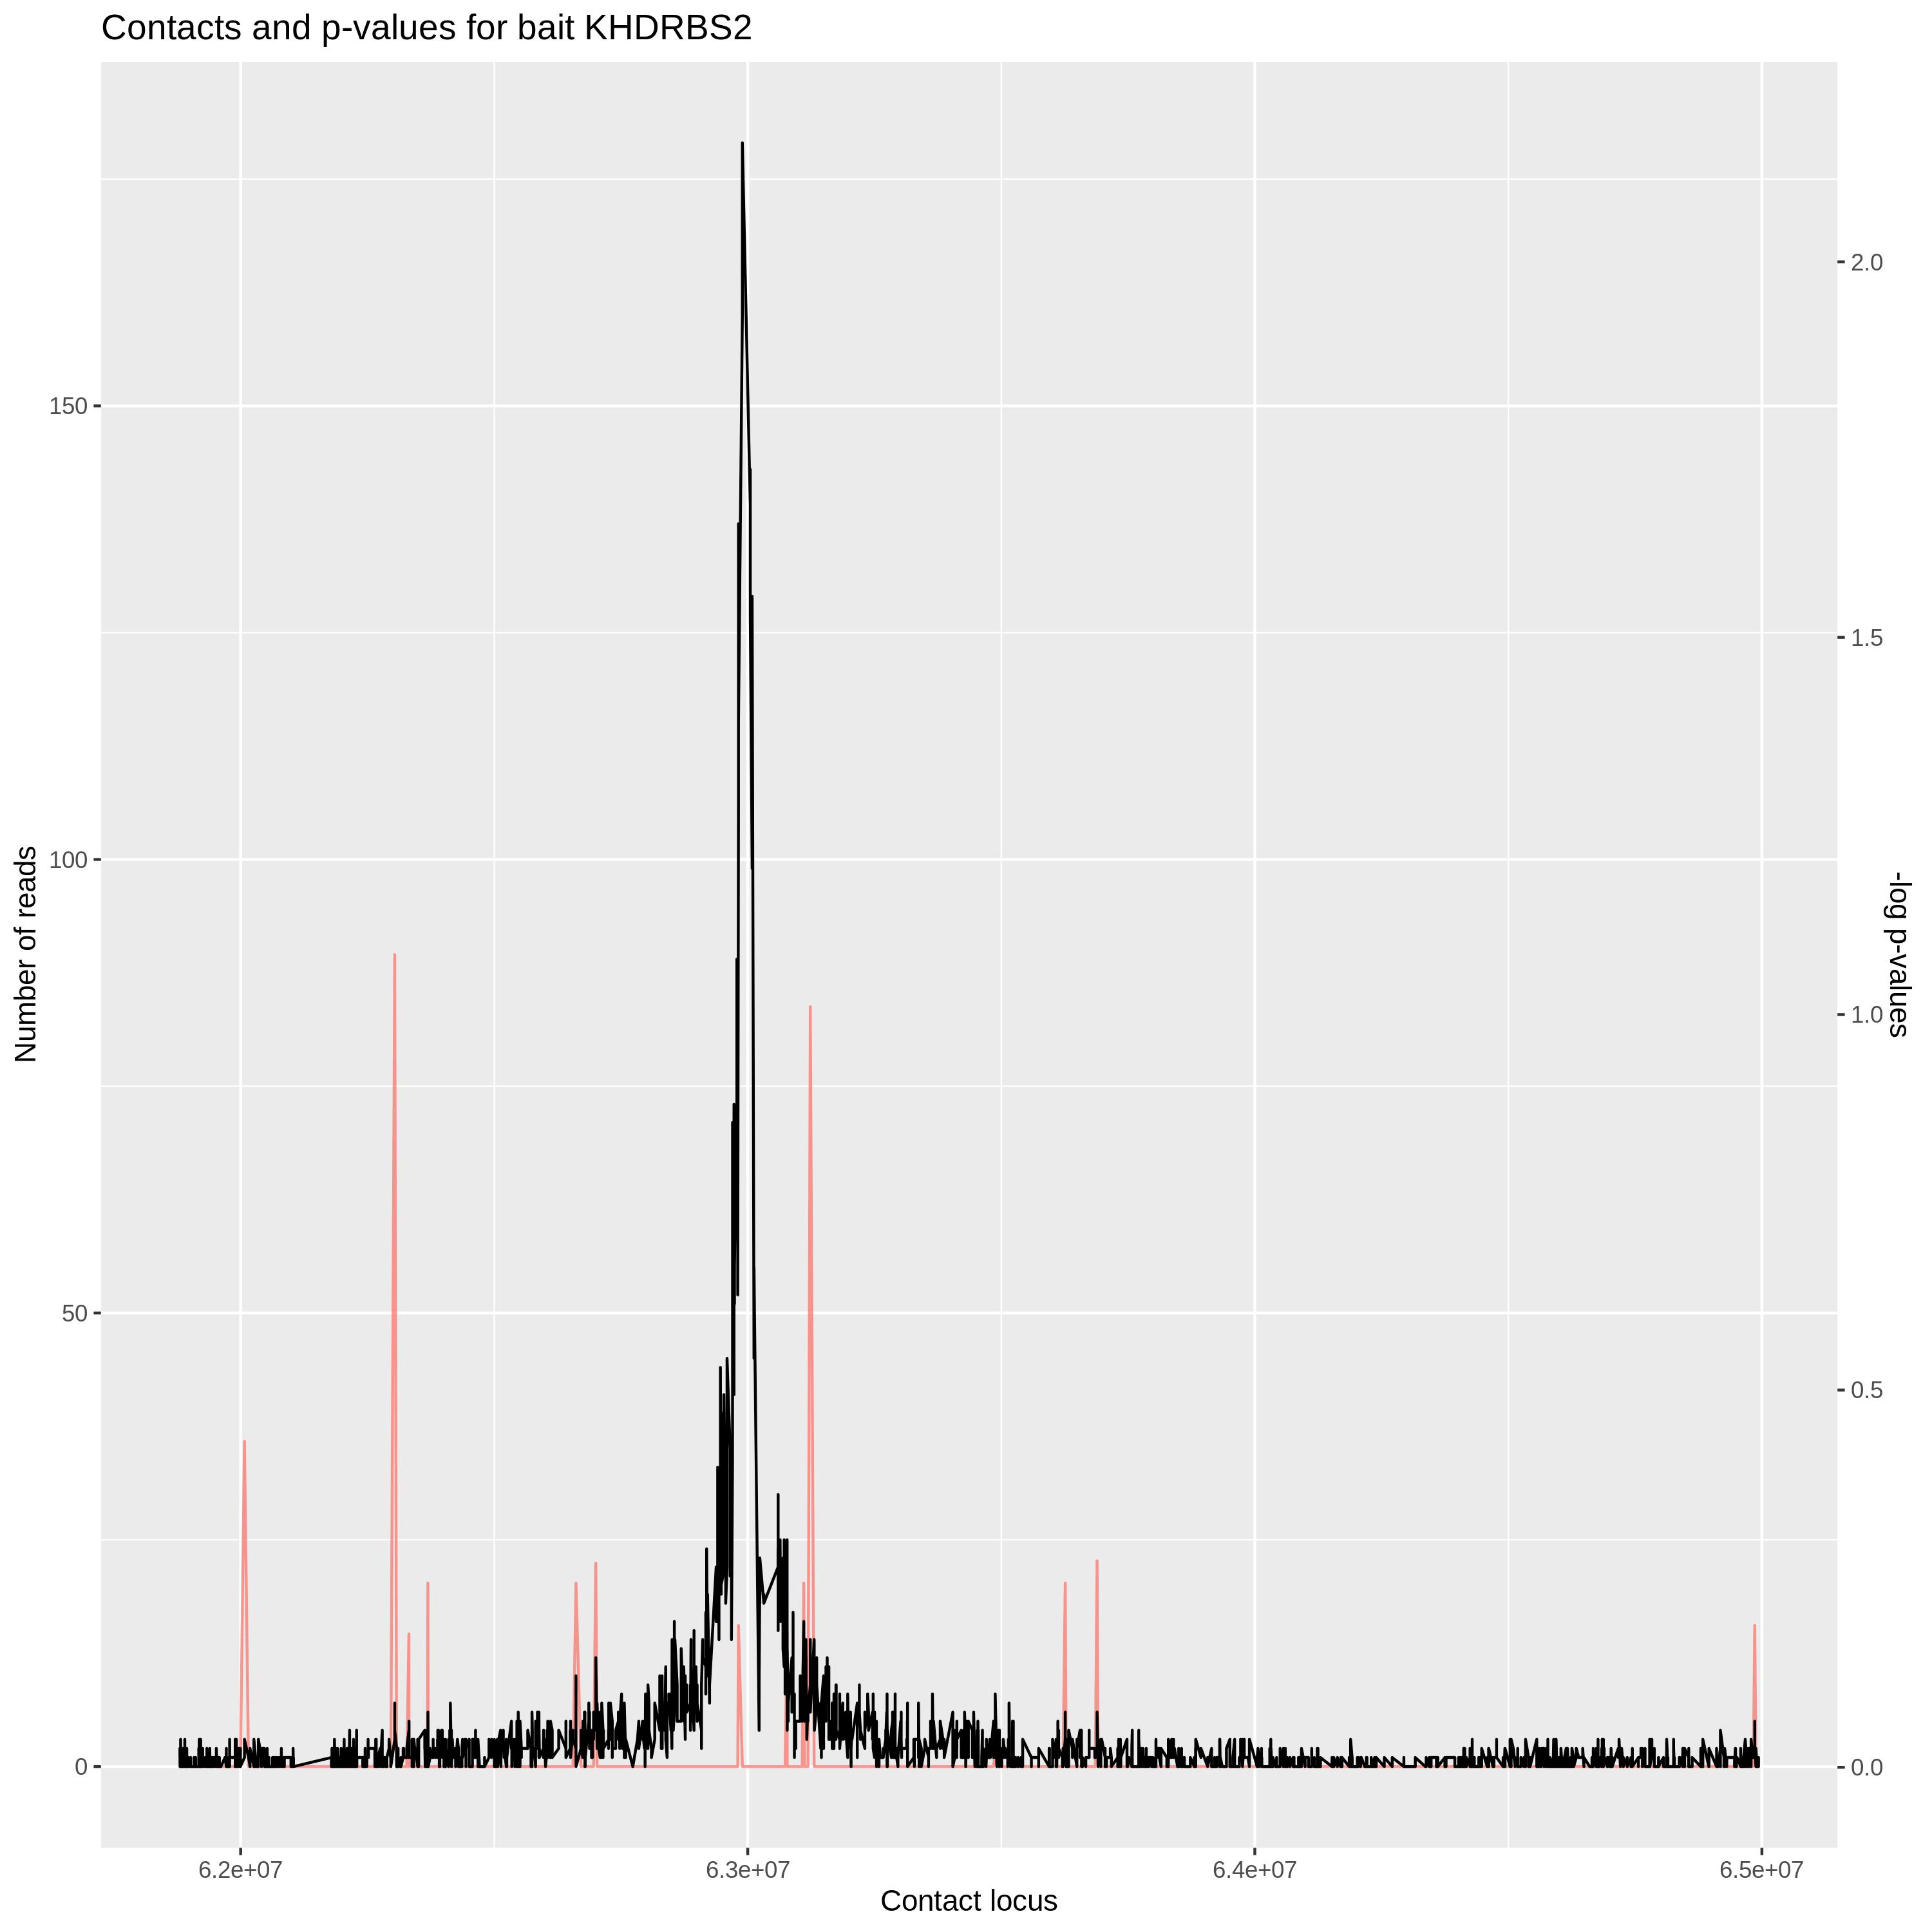 Contacts and p-values for bait KHDRBS2
150
100
50
0
Number of reads
2.0
1.5
1.0
0.5
0.0
-log p-values
6.2e+07
6.3e+07
6.4e+07
6.5e+07
Contact locus